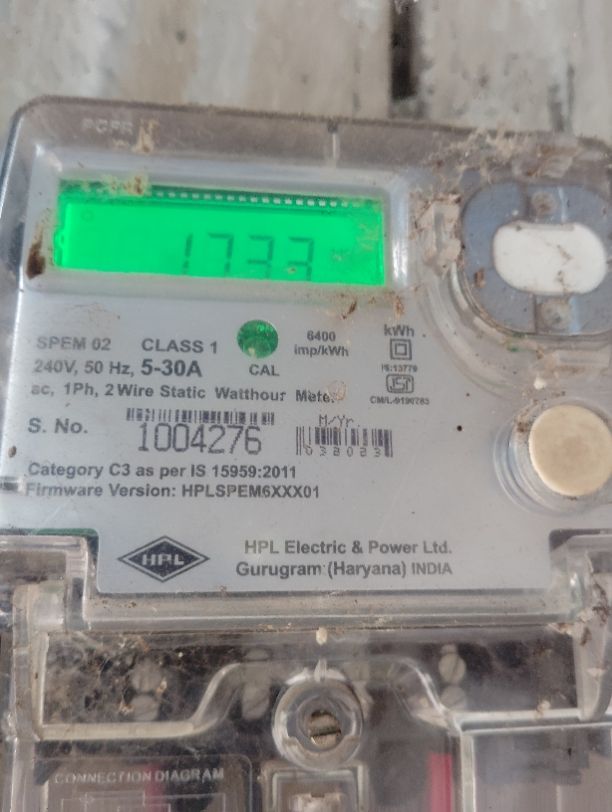 1733
SPEM 02 CLASS 1 6400 imp/kWh kWh
240V, 50 Hz, 5-30A CAL IS:13779
ac, 1Ph, 2 Wire Static Watthour Meter
CM/L-9190783
S. No. 1004276 M/Yr.
032023
Category C3 as per IS 15959:2011
Firmware Version: HPLSPEM6XXX01
HPL HPL Electric & Power Ltd.
Gurugram (Haryana) INDIA
CONNECTION DIAGRAM